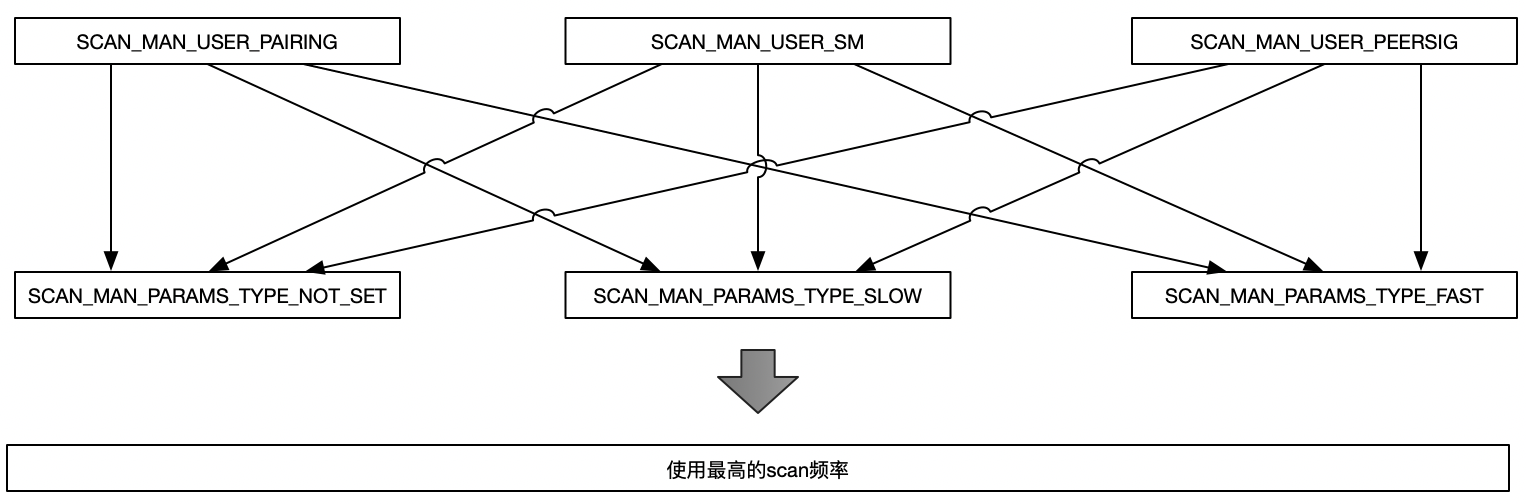 SCAN_MAN_USER_PAIRING
SCAN_MAN_USER_SM
SCAN_MAN_USER_PEERSIG
SCAN_MAN_PARAMS_TYPE_NOT_SET
SCAN_MAN_PARAMS_TYPE_SLOW
SCAN_MAN_PARAMS_TYPE_FAST
使用最高的scan频率